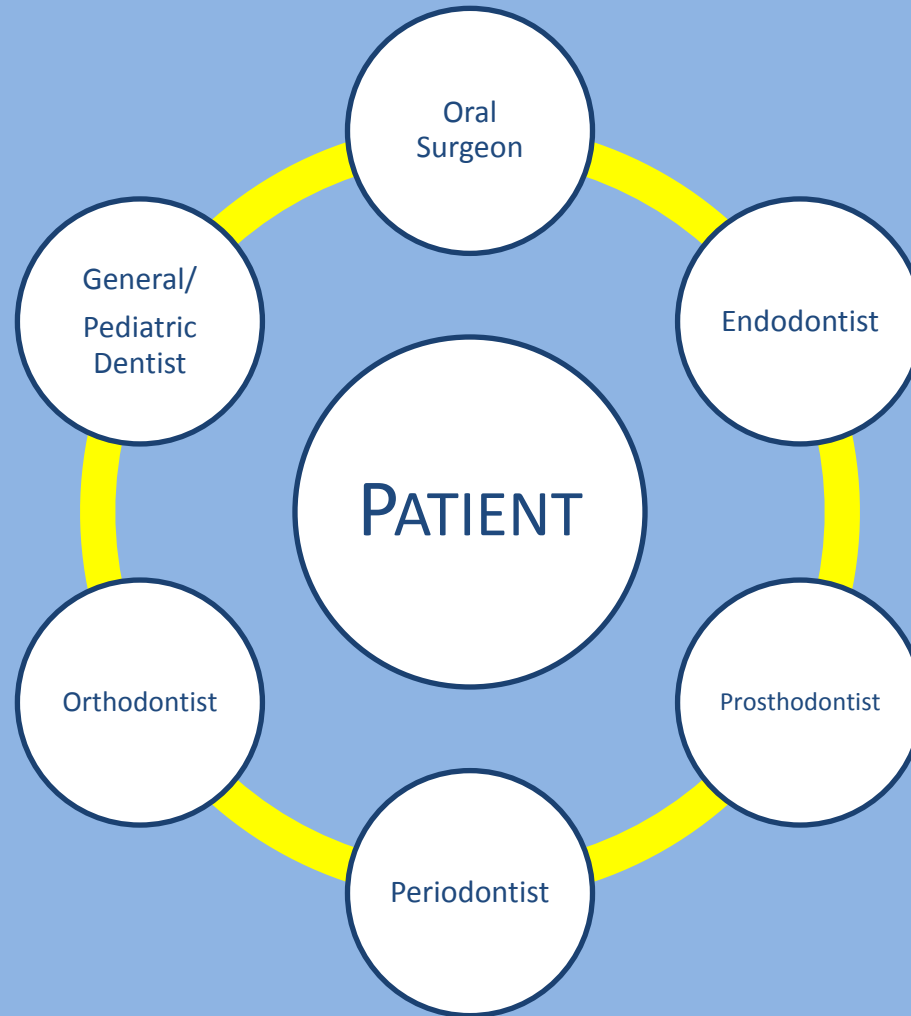 Oral
Surgeon
General/
Pediatric
Dentist
Endodontist
PATIENT
Orthodontist
Prosthodontist
Periodontist